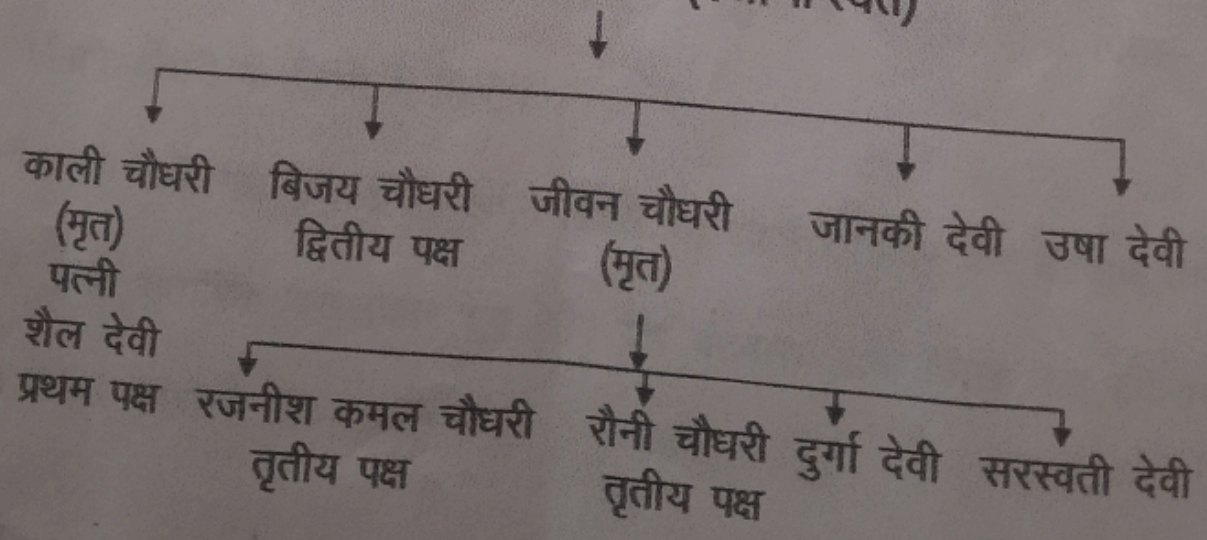 काली चौधरी बिजय चौधरी जीवन चौधरी जानकी देवी उषा देवी
(मृत) द्वितीय पक्ष (मृत)
पत्नी
शैल देवी
प्रथम पक्ष रजनीश कमल चौधरी रौनी चौधरी दुर्गा देवी सरस्वती देवी
तृतीय पक्ष तृतीय पक्ष